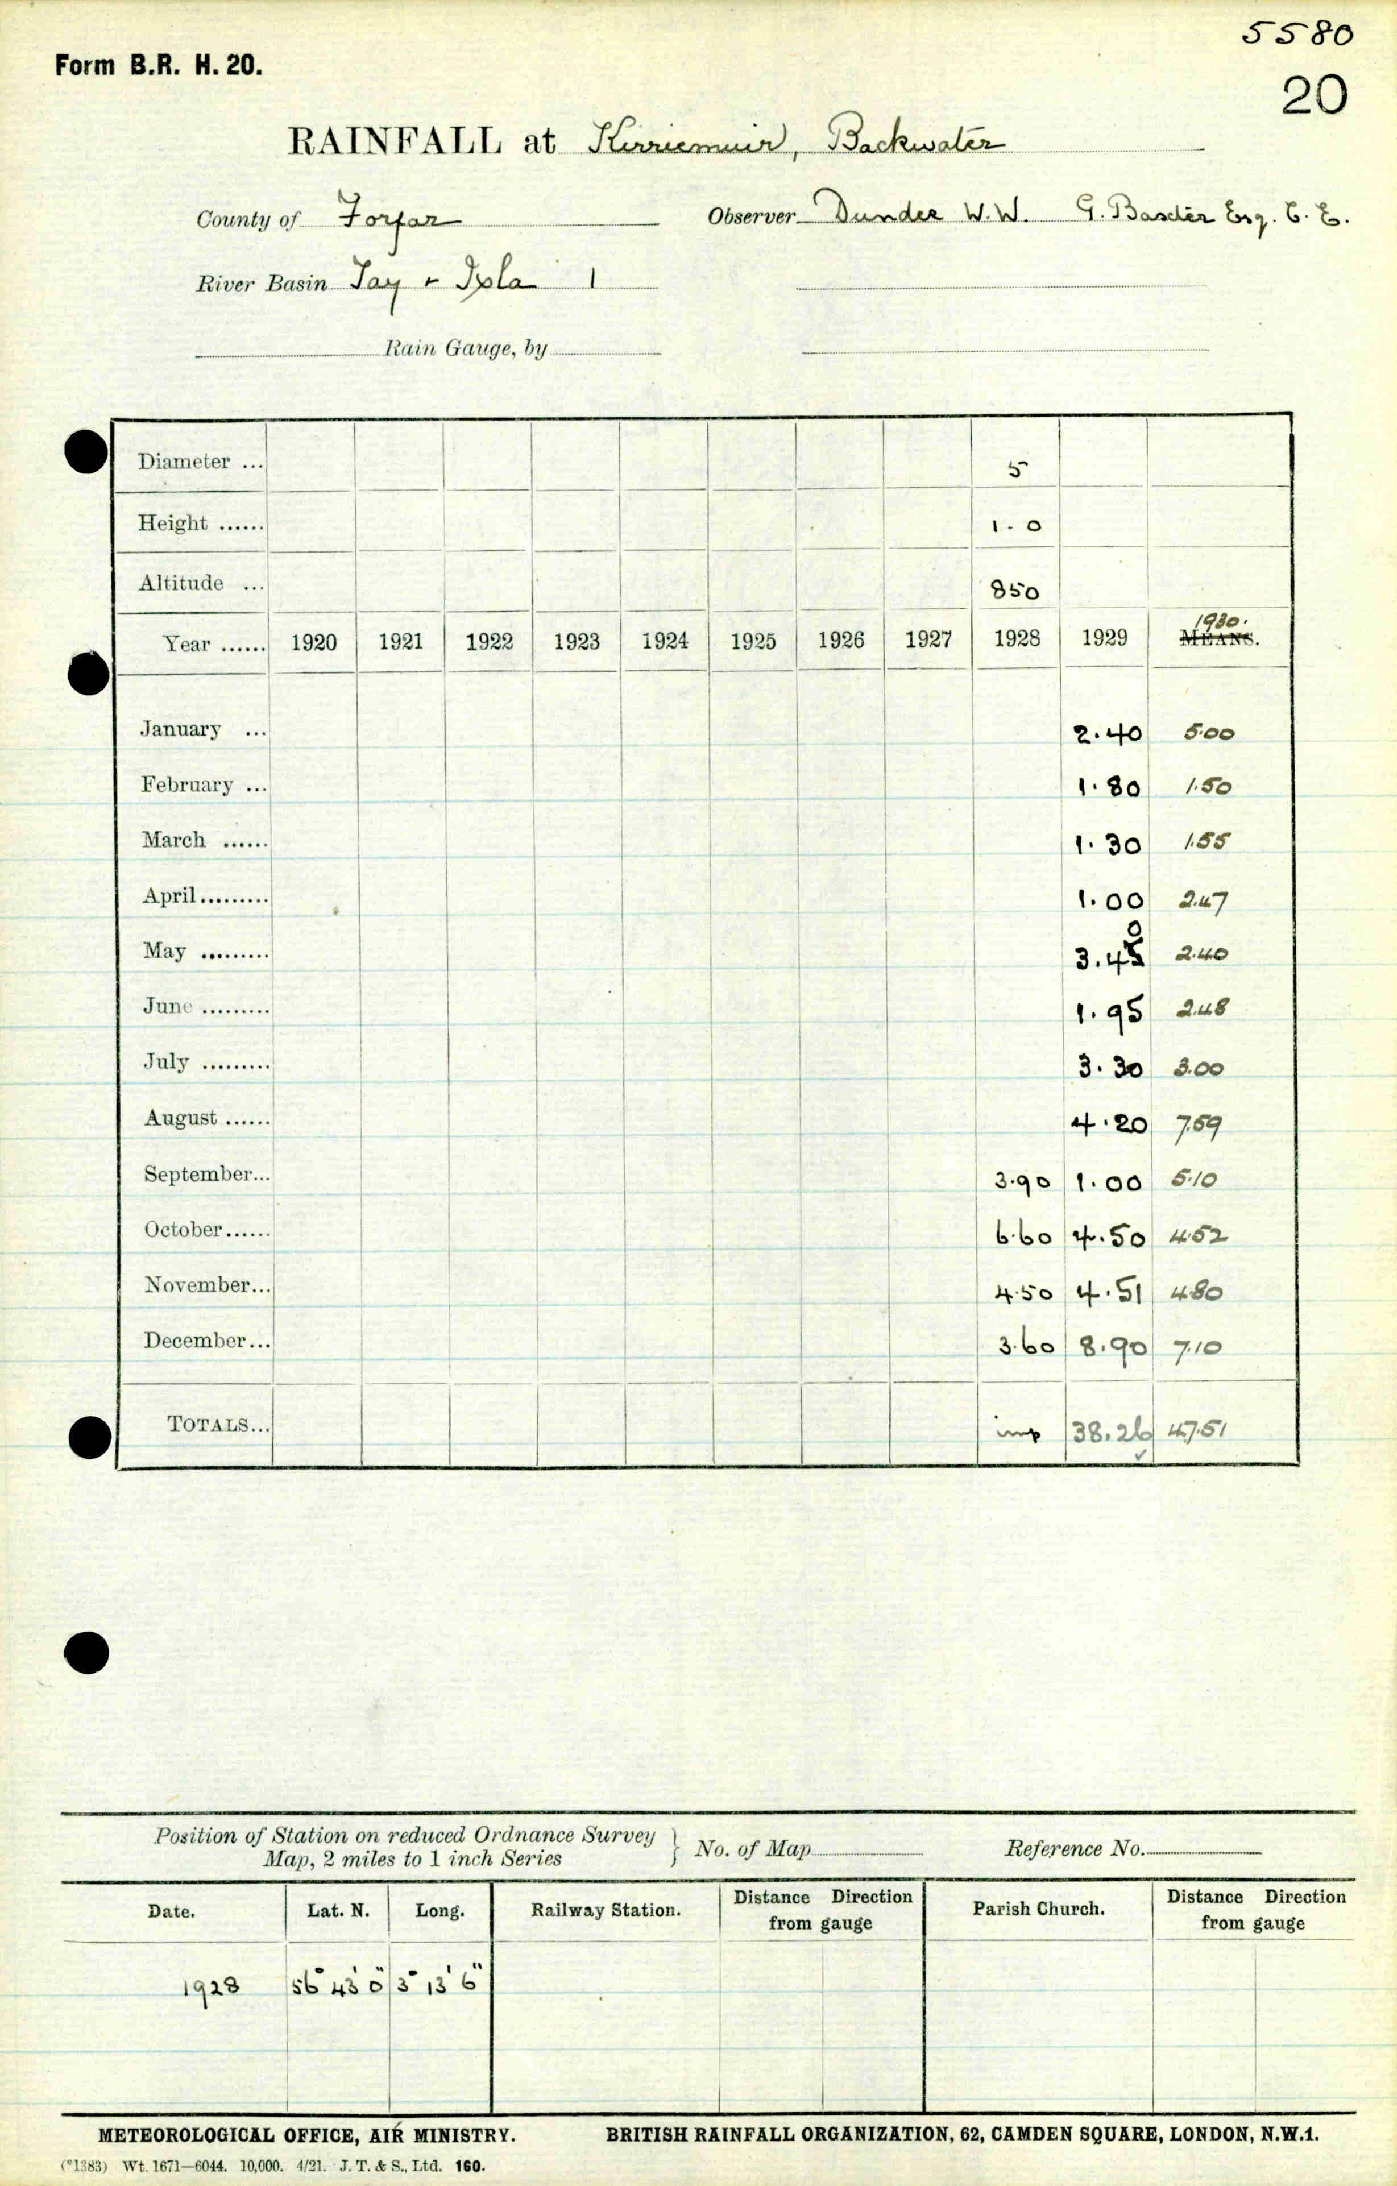 5580
Form B.R. H. 20.
20
RAINFALL at Kirriemuir, Backwater
County of Forfar Observer Dundee W.W. G. Baxter Esq. C. E.
River Basin Tay & Isla 1
Rain Gauge, by
Diameter ... 5
Height ...... 1 - 0
Altitude ... 850
1930.
Year ...... 1920 1921 1922 1923 1924 1925 1926 1927 1928 1929 MEANS.
January ... 2.40 5.00
February ... 1.80 1.50
March ...... 1.30 1.55
April......... 1.00 2.47
0
May ......... 3.45 2.40
June ......... 1.95 2.48
July ......... 3.30 3.00
August ...... 4.20 7.59
September... 3.90 1.00 5.10
October...... 6.60 4.50 4.52
November... 4.50 4.51 4.80
December... 3.60 8.90 7.10
TOTALS... imp 38.26 47.51
✓
Position of Station on reduced Ordnance Survey
Map, 2 miles to 1 inch Series } No. of Map Reference No.
Date. Lat. N. Long. Railway Station. Distance Direction from gauge Parish Church. Distance Direction from gauge
1928 56° 43' 0" 3° 13' 6"
METEOROLOGICAL OFFICE, AIR MINISTRY. BRITISH RAINFALL ORGANIZATION, 62, CAMDEN SQUARE, LONDON, N.W.1.
(*1383) Wt. 1671—6044. 10,000. 4/21. J. T. & S., Ltd. 160.